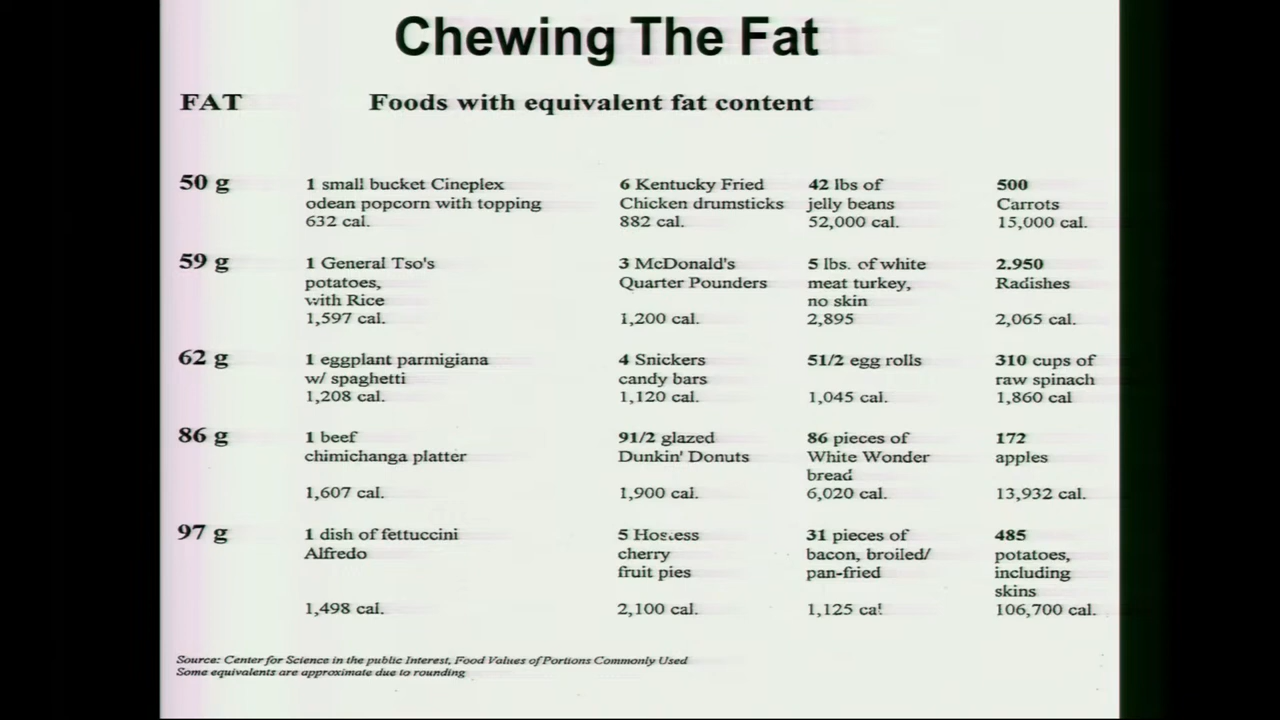 Chewing The Fat
FAT Foods with equivalent fat content
50 g 1 small bucket Cineplex 6 Kentucky Fried 42 lbs of 500
odean popcorn with topping Chicken drumsticks jelly beans Carrots
632 cal. 882 cal. 52,000 cal. 15,000 cal.
59 g 1 General Tso's 3 McDonald's 5 lbs. of white 2.950
potatoes, Quarter Pounders meat turkey, Radishes
with Rice no skin
1,597 cal. 1,200 cal. 2,895 2,065 cal.
62 g 1 eggplant parmigiana 4 Snickers 51/2 egg rolls 310 cups of
w/ spaghetti candy bars raw spinach
1,208 cal. 1,120 cal. 1,045 cal. 1,860 cal
86 g 1 beef 91/2 glazed 86 pieces of 172
chimichanga platter Dunkin' Donuts White Wonder apples
bread
1,607 cal. 1,900 cal. 6,020 cal. 13,932 cal.
97 g 1 dish of fettuccini 5 Hostess 31 pieces of 485
Alfredo cherry bacon, broiled/ potatoes,
fruit pies pan-fried including
skins
1,498 cal. 2,100 cal. 1,125 cal 106,700 cal.
Source: Center for Science in the public Interest, Food Values of Portions Commonly Used
Some equivalents are approximate due to rounding